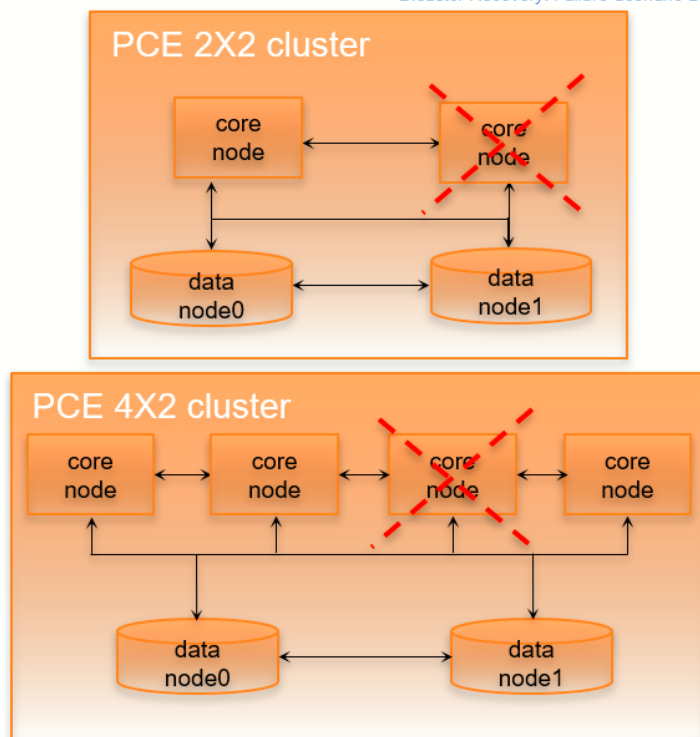 PCE 2X2 cluster
core
node
core
node
data
node0
data
node1
PCE 4X2 cluster
core
node
core
node
core
node
core
node
data
node0
data
node1